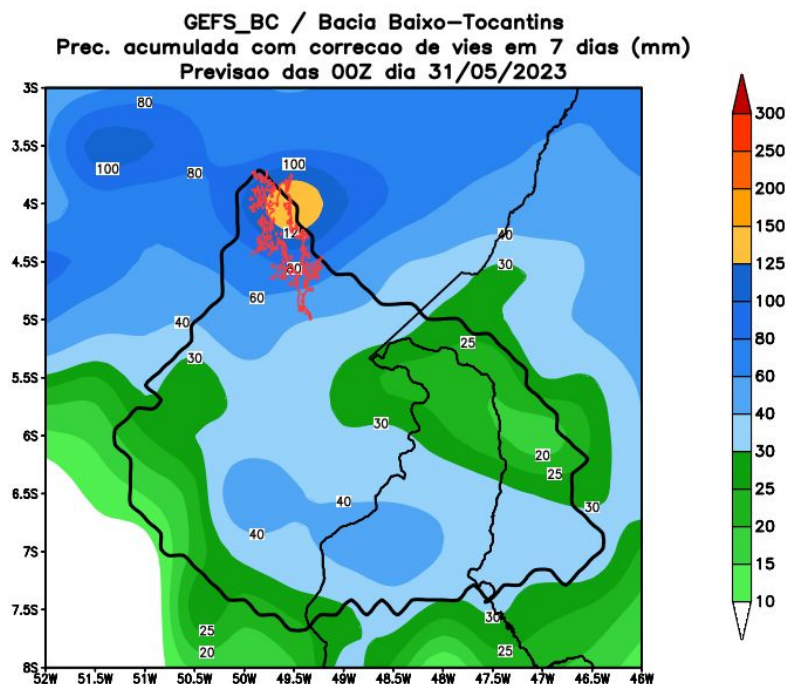 GEFS_BC / Bacia Baixo-Tocantins
Prec. acumulada com correcao de vies em 7 dias (mm)
Previsao das 00Z dia 31/05/2023
3S
3.5S
4S
4.5S
5S
5.5S
6S
6.5S
7S
7.5S
8S
80
100
80
100
12
80
60
40
30
40
30
25
30
20
25
30
40
40
25
20
30
25
52W 51.5W 51W 50.5W 50W 49.5W 49W 48.5W 48W 47.5W 47W 46.5W 46W
300
250
200
150
125
100
80
60
40
30
25
20
15
10